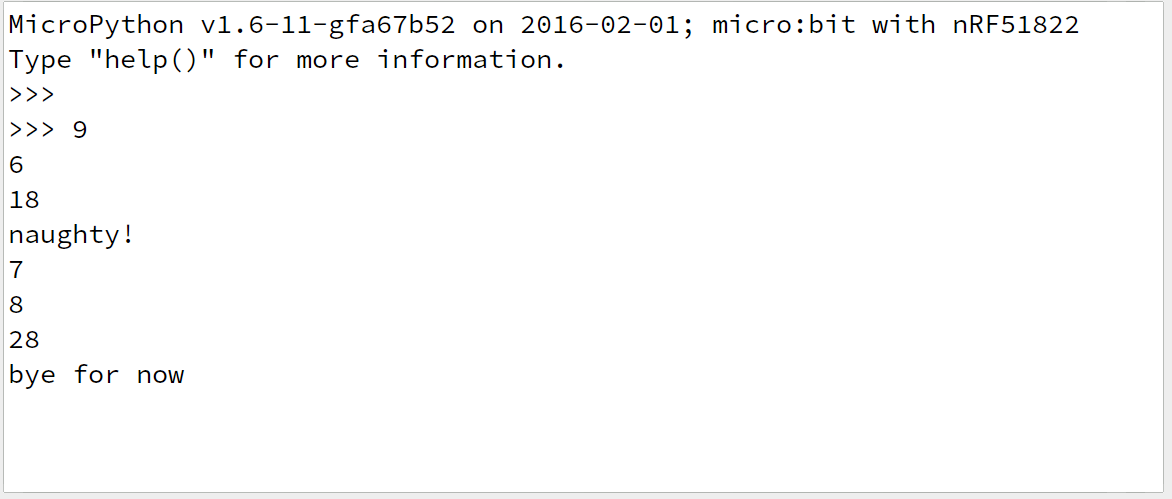 MicroPython v1.6-11-gfa67b52 on 2016-02-01; micro:bit with nRF51822
Type "help()" for more information.
>>>
>>> 9
6
18
naughty!
7
8
28
bye for now